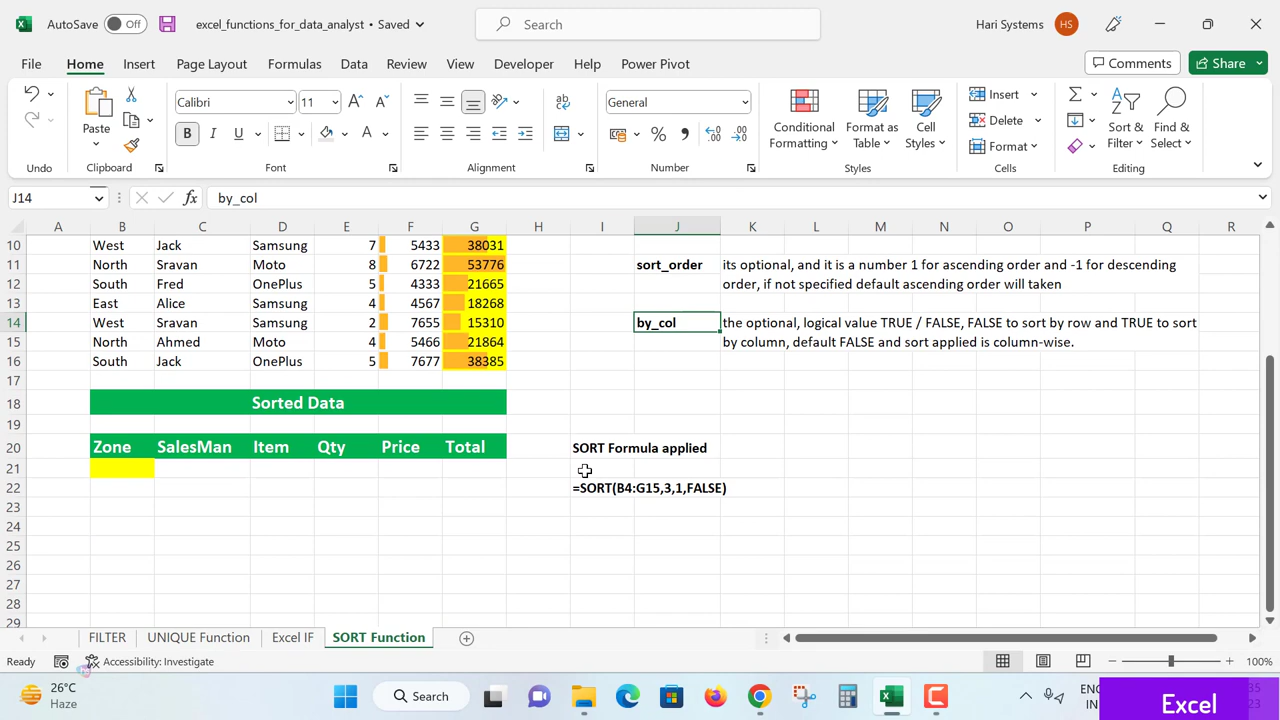 AutoSave Off excel_functions_for_data_analyst • Saved Search Hari Systems HS
File Home Insert Formulas Page Layout Data Review View Developer Help Power Pivot Comments Share
Undo
Paste
Clipboard
Calibri 11
B I U A
Font
ab
Alignment
General
% , .00
Number
Conditional Formatting
Format as Table
Cell Styles
Styles
Insert
Delete
Format
Cells
Sort & Filter
Find & Select
Editing
J14 fx by_col
A B C D E F G H I J K L M N O P Q R
10 West Jack Samsung 7 5433 38031
11 North Sravan Moto 8 6722 53776 sort_order its optional, and it is a number 1 for ascending order and -1 for descending
12 South Fred OnePlus 5 4333 21665 order, if not specified default ascending order will taken
13 East Alice Samsung 4 4567 18268
14 West Sravan Samsung 2 7655 15310 by_col the optional, logical value TRUE / FALSE, FALSE to sort by row and TRUE to sort
15 North Ahmed Moto 4 5466 21864 by column, default FALSE and sort applied is column-wise.
16 South Jack OnePlus 5 7677 38385
17
18 Sorted Data
19
20 Zone SalesMan Item Qty Price Total SORT Formula applied
21
22 =SORT(B4:G15,3,1,FALSE)
23
24
25
26
27
28
29
FILTER UNIQUE Function Excel IF SORT Function
Ready Accessibility: Investigate 100%
26°C
Haze
Search
ENG
IN
Excel